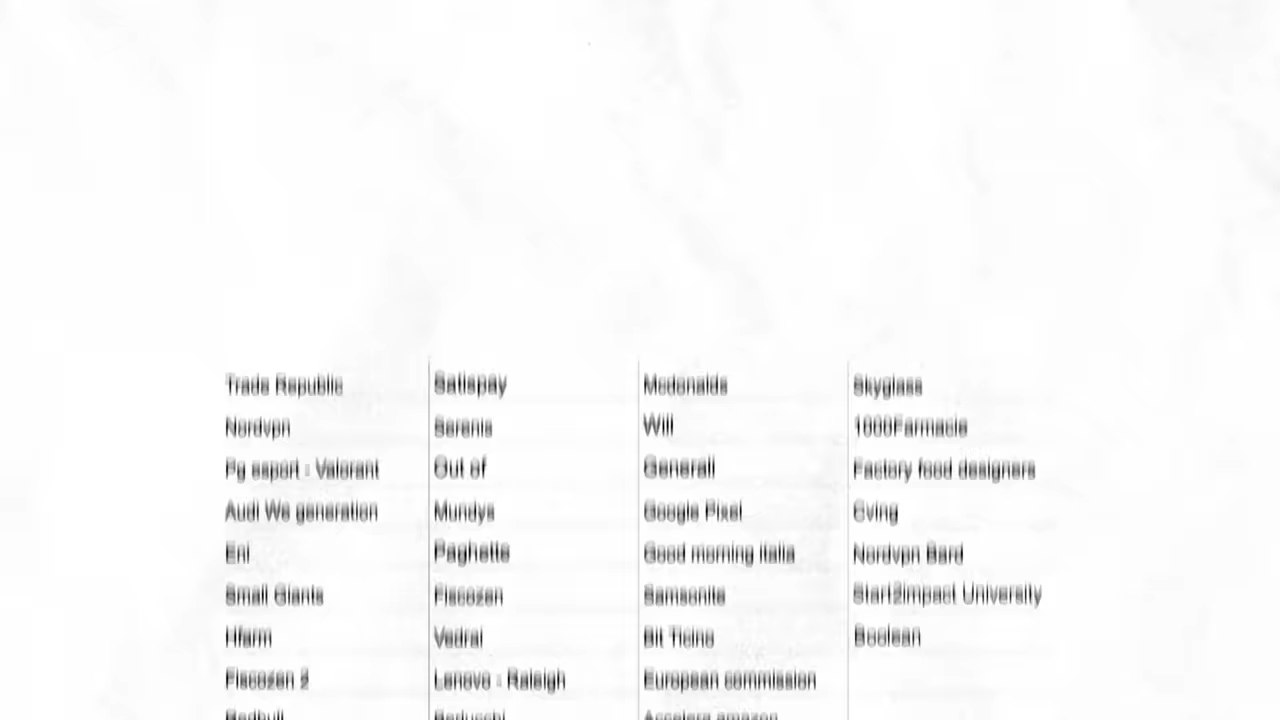 Trade Republic Satispay Mcdonalds Skyglass
Nordvpn Serenis Will 1000Farmacie
Pg esport : Valorant Out of Generali Factory food designers
Audi We generation Mundys Google Pixel Cving
Eni Paghette Good morning italia Nordvpn Bard
Small Giants Fiscozen Samsonite Start2impact University
Hfarm Vedrai Bit Ticino Boolean
Fiscozen 2 Lenovo : Raleigh European commission
Redbull